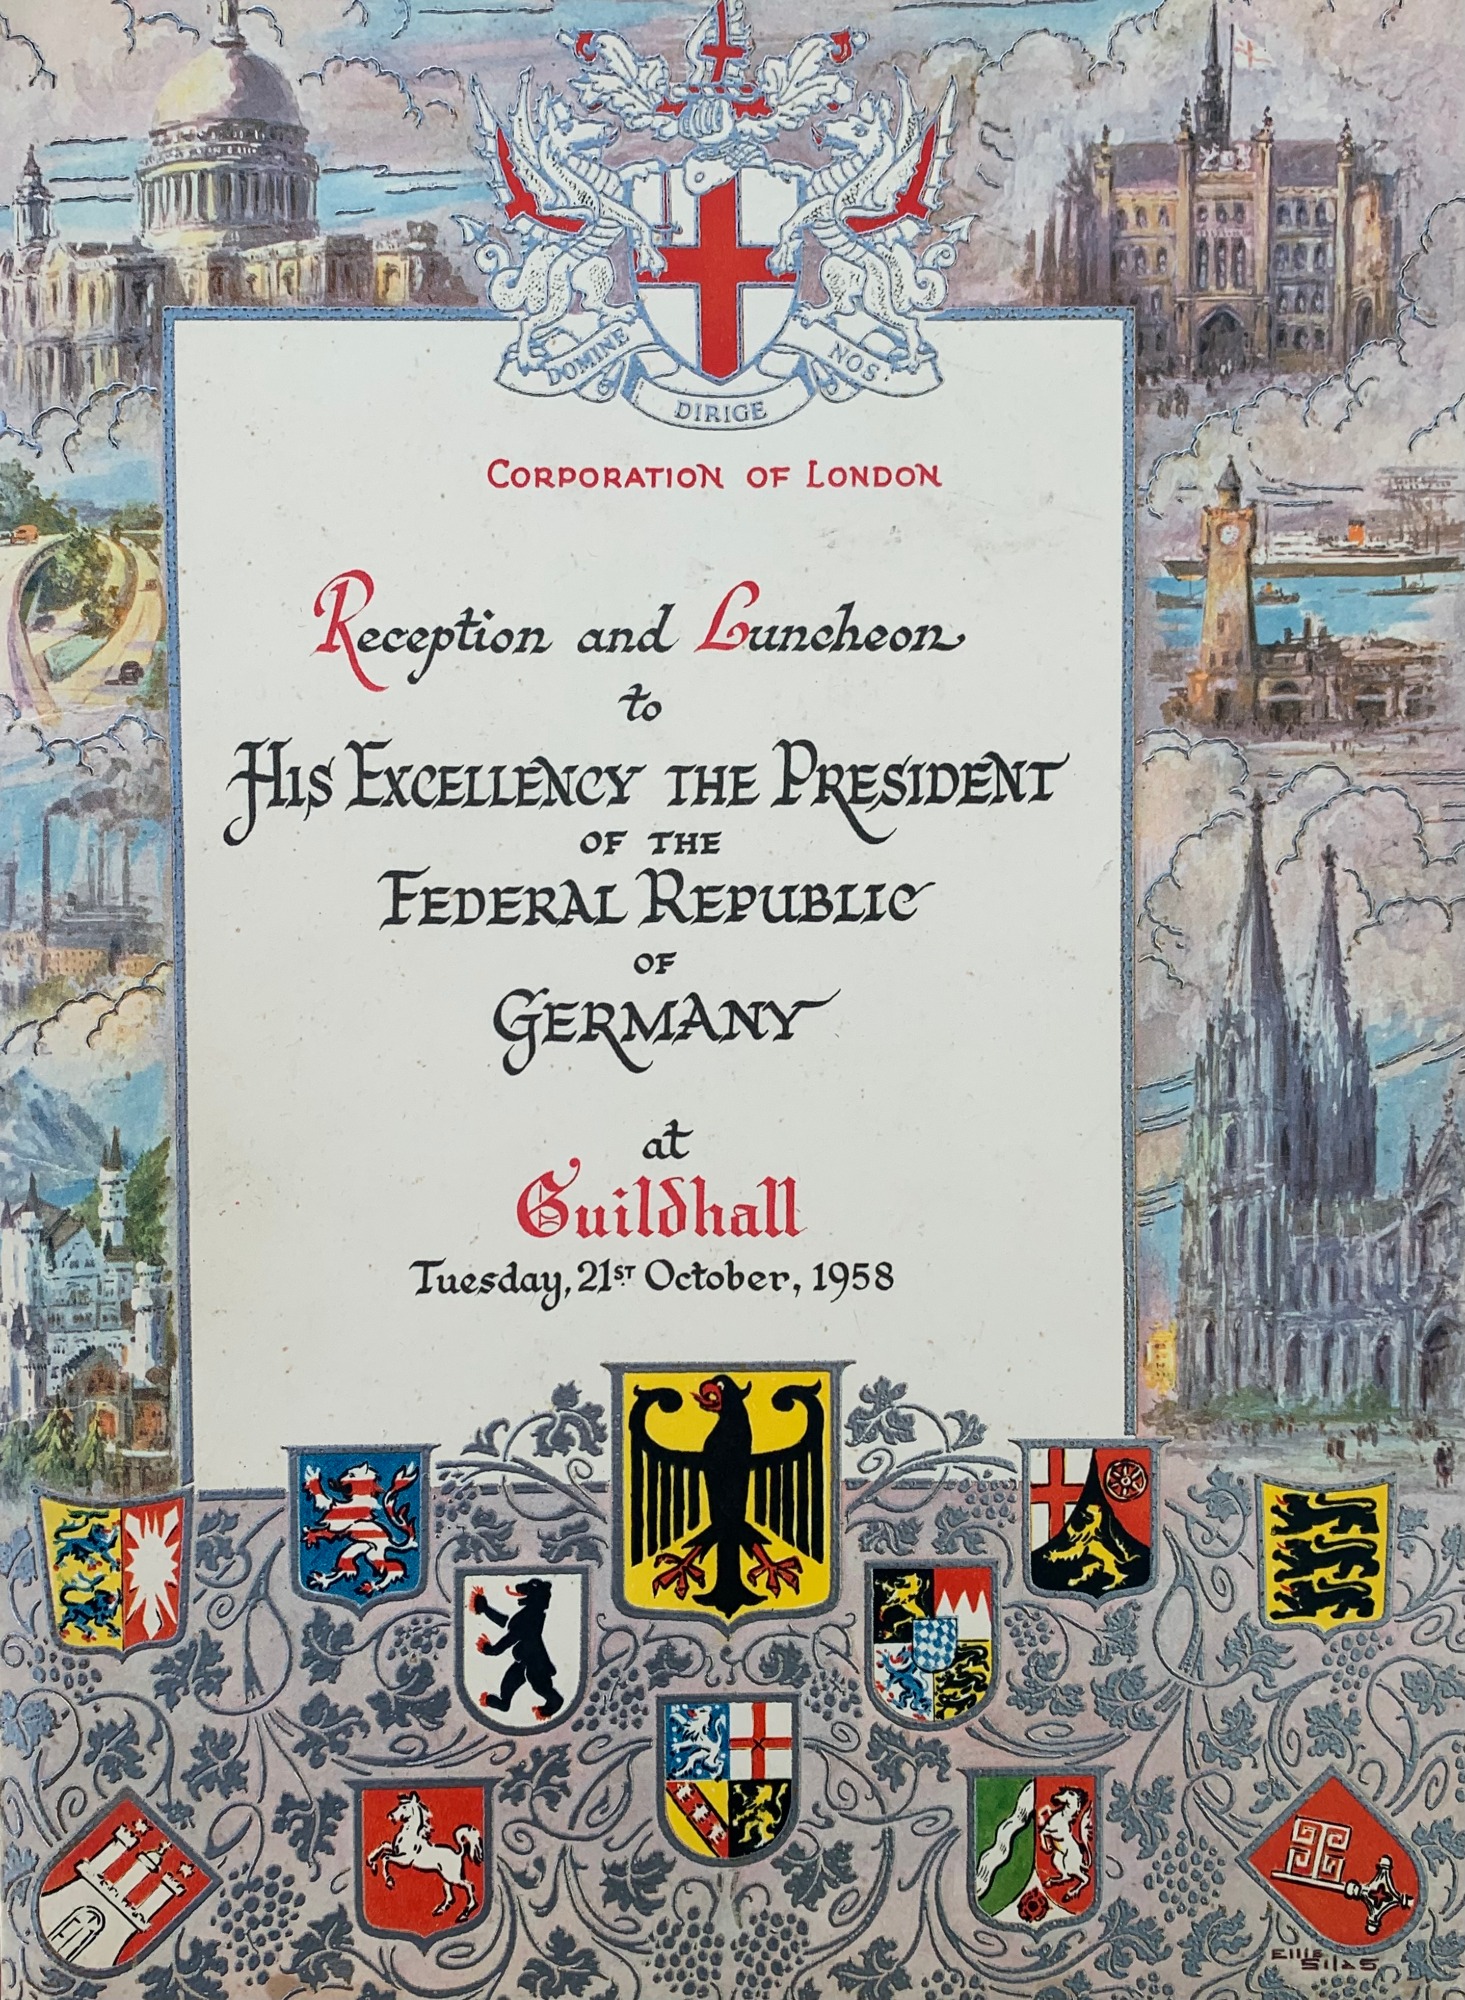 DOMINE DIRIGE NOS.
CORPORATION OF LONDON
Reception and Luncheon
to
HIS EXCELLENCY THE PRESIDENT
OF THE
FEDERAL REPUBLIC
OF
GERMANY
at
Guildhall
Tuesday, 21ST October, 1958
Ellis
Silas